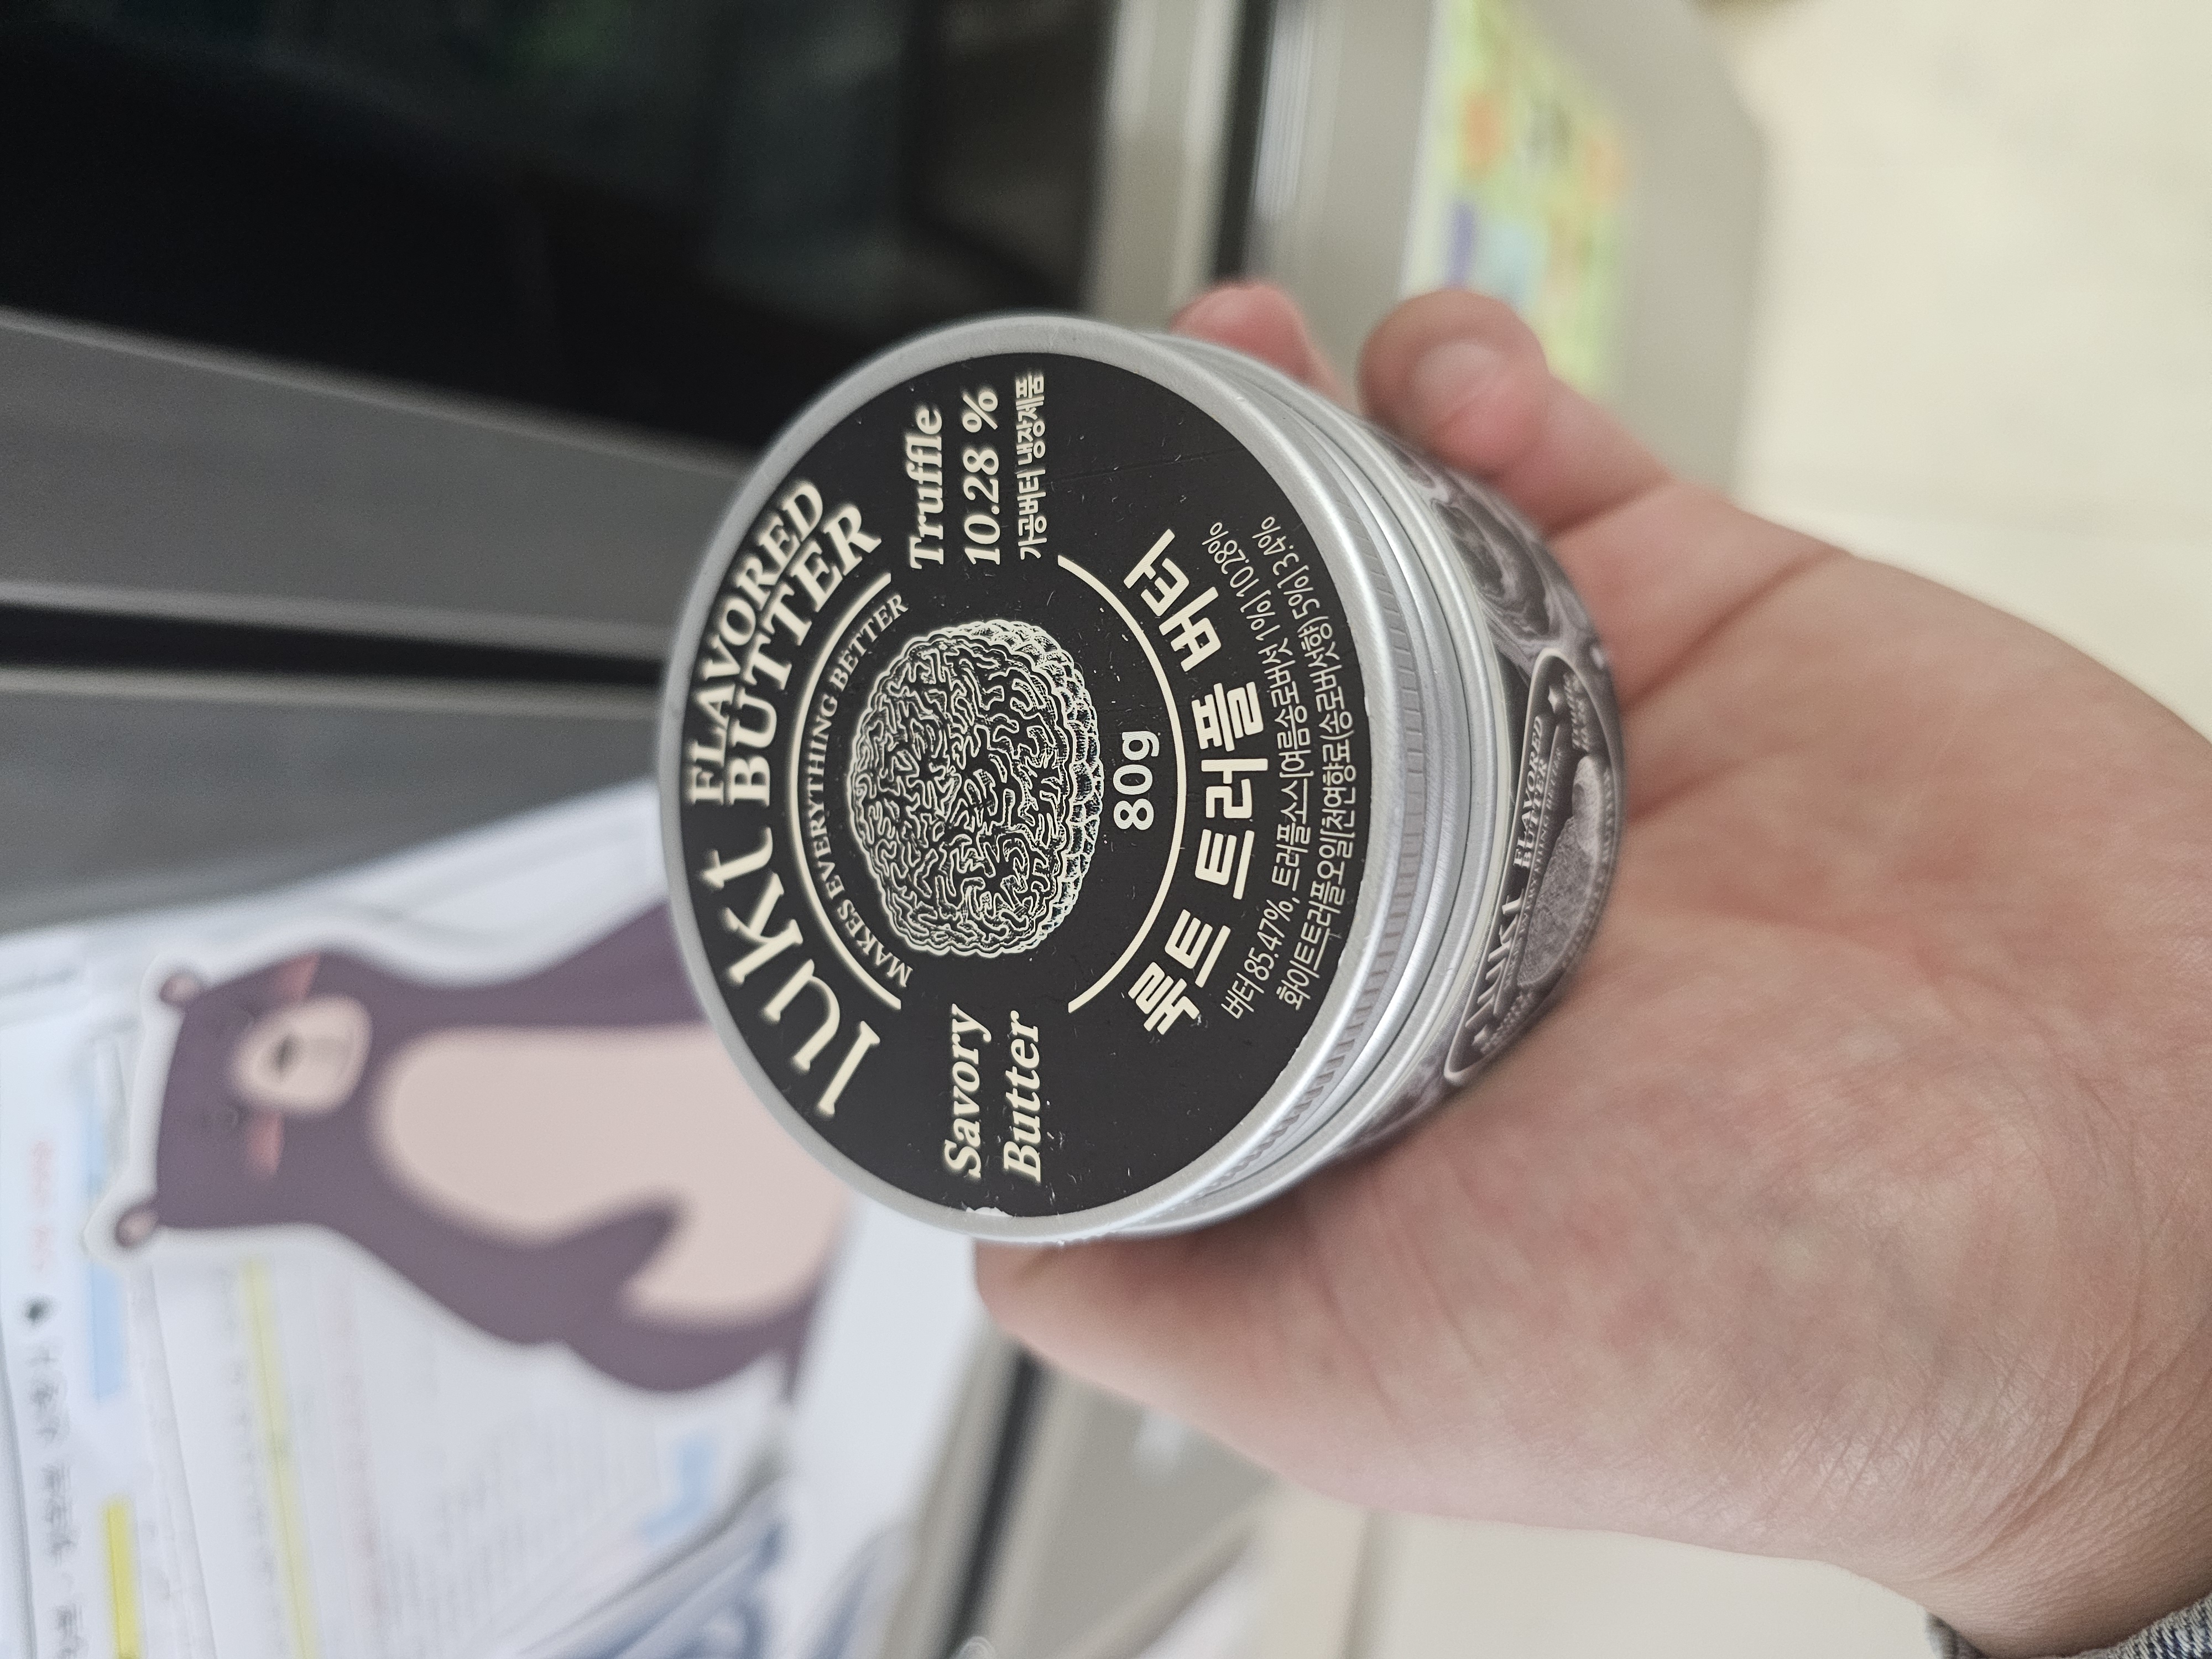 lukt FLAVORED
BUTTER
MAKES EVERYTHING BETTER
Savory
Butter
Truffle
10.28 %
가공버터 냉장제품
80g
룩트 트러플 버터
버터 85.47%, 트러플소스[여름송로버섯 1%] 10.28%
화이트트러플오일[천연향료(송로버섯향) 5%] 3.4%
FLAVORED
BUTTER